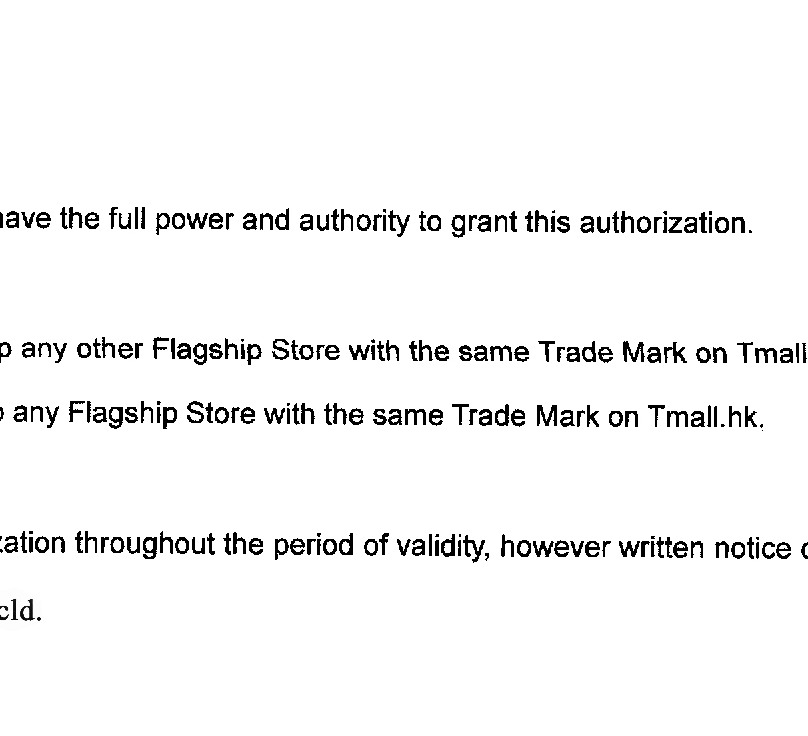 have the full power and authority to grant this authorization.
p any other Flagship Store with the same Trade Mark on Tmall
any Flagship Store with the same Trade Mark on Tmall.hk.
zation throughout the period of validity, however written notice
cld.